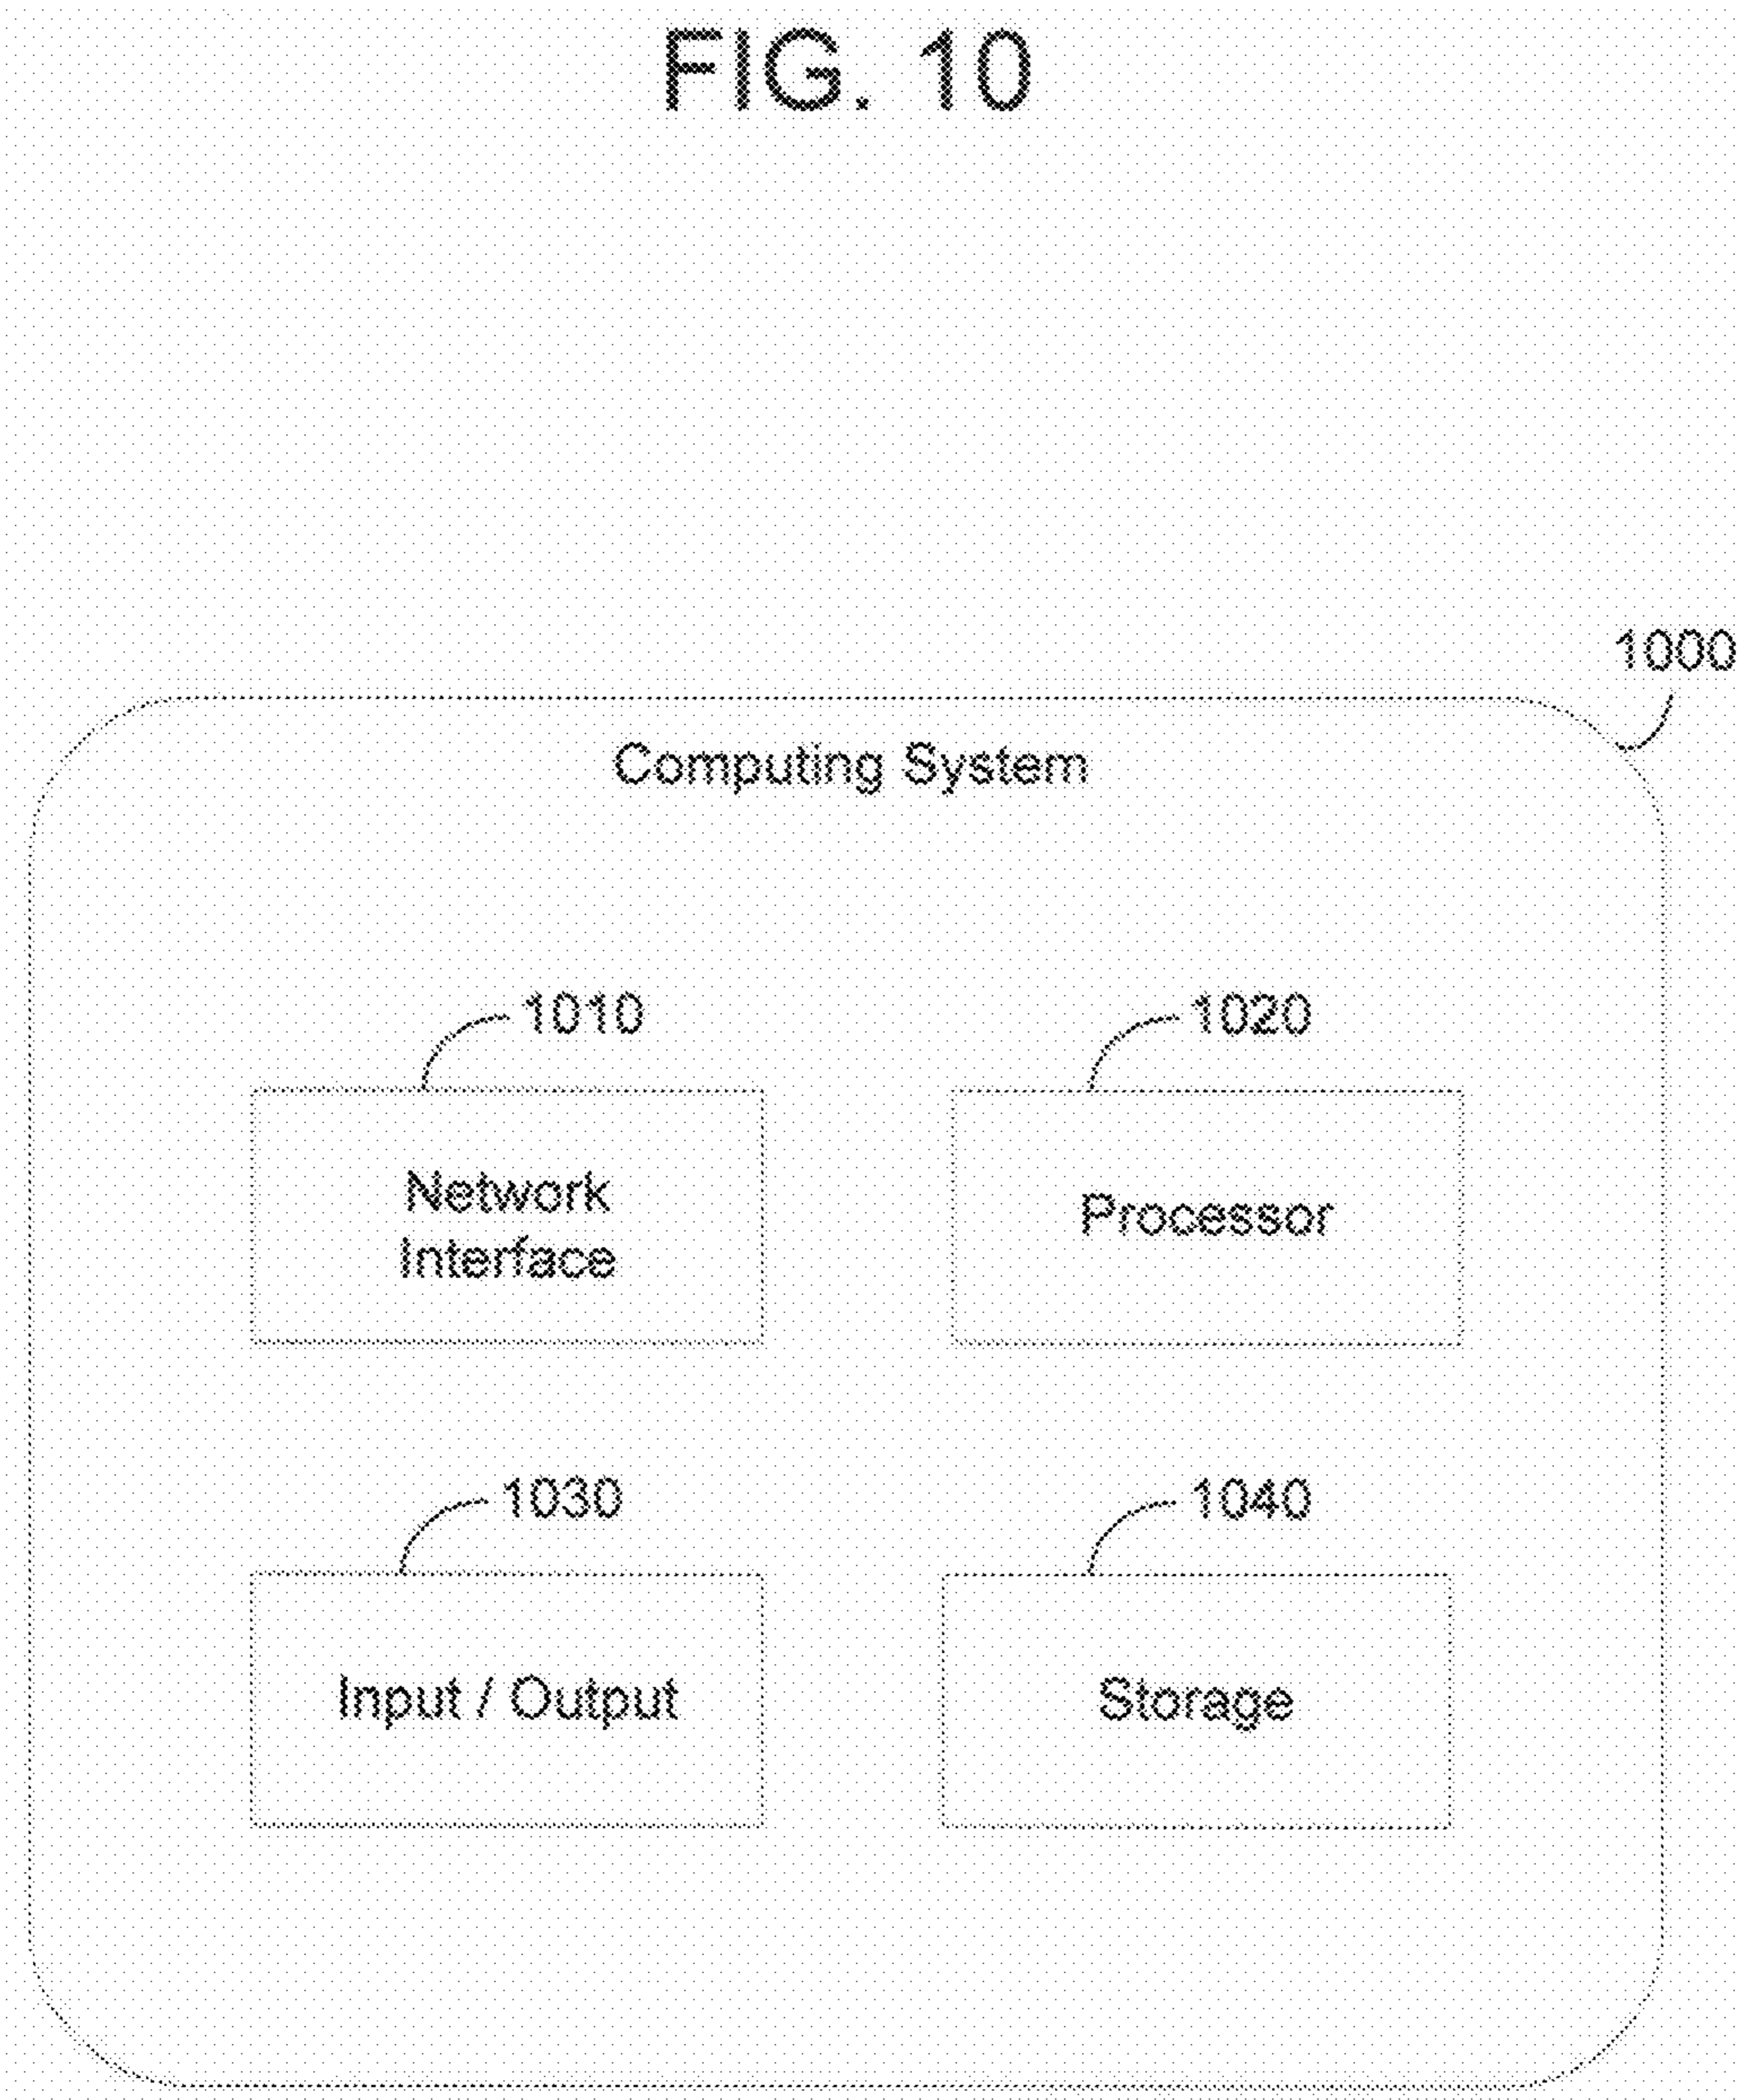 FIG. 10
1000
Computing System
1010
1020
Network
Interface
Processor
1030
1040
Input / Output
Storage